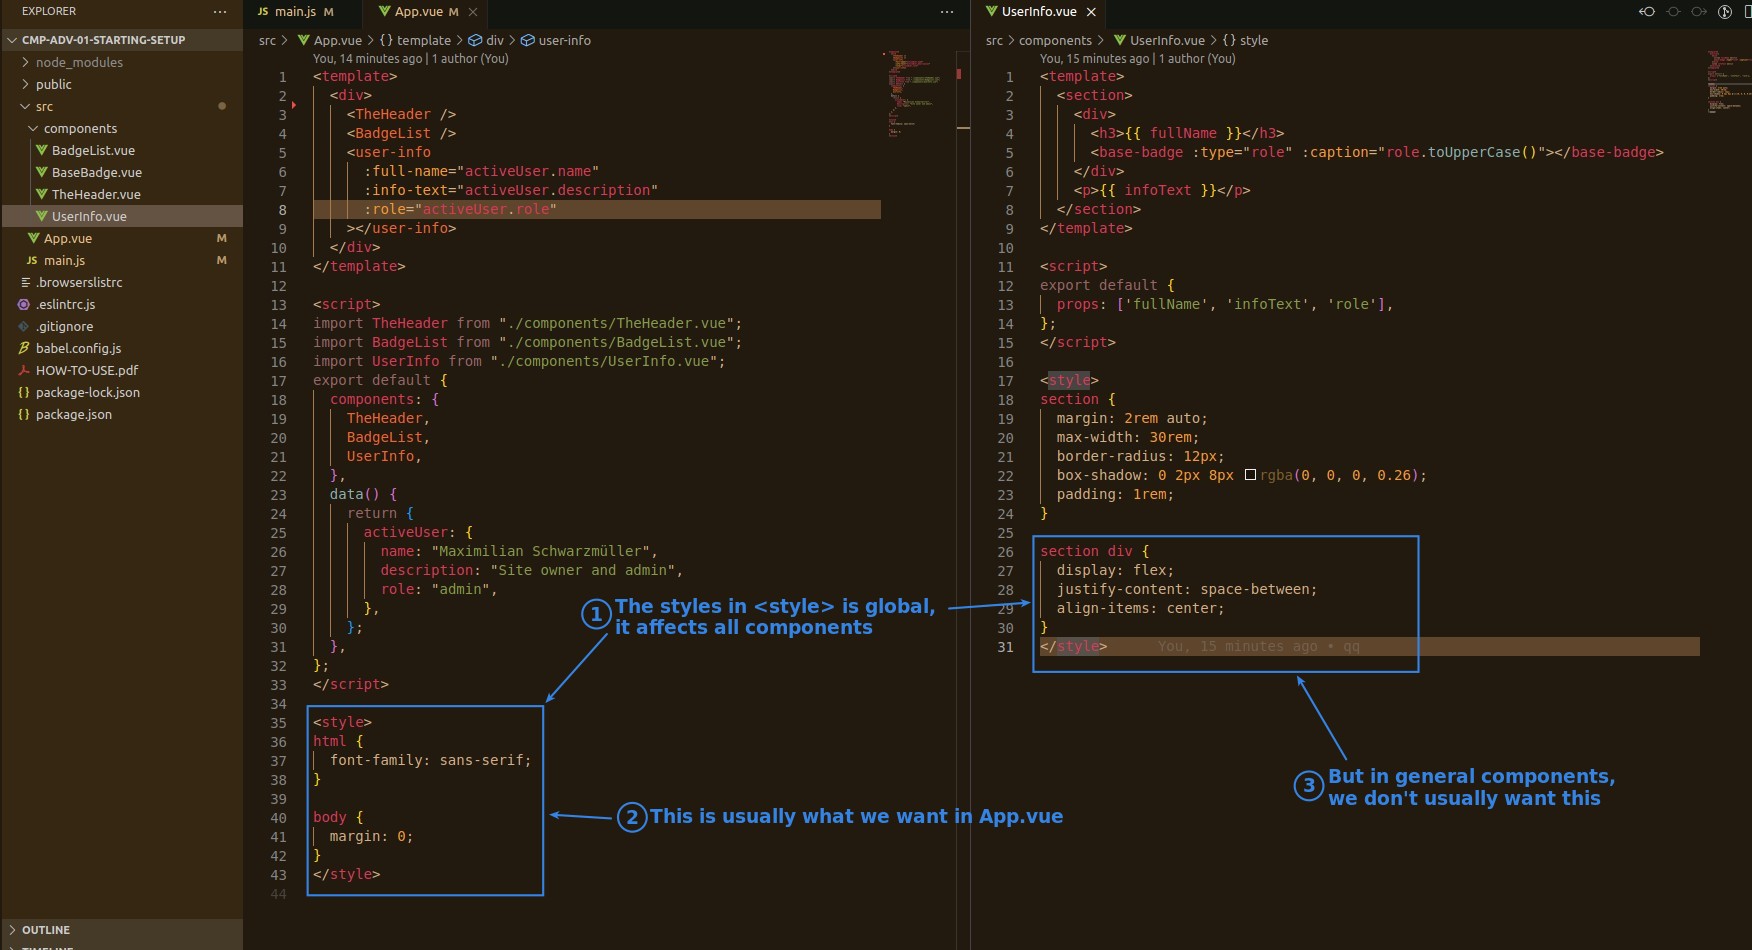 EXPLORER
CMP-ADV-01-STARTING-SETUP
node_modules
public
src
components
BadgeList.vue
BaseBadge.vue
TheHeader.vue
UserInfo.vue
App.vue M
JS main.js M
.browserslistrc
.eslintrc.js
.gitignore
babel.config.js
HOW-TO-USE.pdf
{} package-lock.json
{} package.json
OUTLINE
JS main.js M
App.vue M
src > App.vue > {} template > div > user-info
You, 14 minutes ago | 1 author (You)
1 <template>
2 <div>
3 <TheHeader />
4 <BadgeList />
5 <user-info
6 :full-name="activeUser.name"
7 :info-text="activeUser.description"
8 :role="activeUser.role"
9 ></user-info>
10 </div>
11 </template>
12
13 <script>
14 import TheHeader from "./components/TheHeader.vue";
15 import BadgeList from "./components/BadgeList.vue";
16 import UserInfo from "./components/UserInfo.vue";
17 export default {
18 components: {
19 TheHeader,
20 BadgeList,
21 UserInfo,
22 },
23 data() {
24 return {
25 activeUser: {
26 name: "Maximilian Schwarzmüller",
27 description: "Site owner and admin",
28 role: "admin",
29 },
30 };
31 },
32 };
33 </script>
34
35 <style>
36 html {
37 font-family: sans-serif;
38 }
39
40 body {
41 margin: 0;
42 }
43 </style>
44
1 The styles in <style> is global,
it affects all components
2 This is usually what we want in App.vue
UserInfo.vue
src > components > UserInfo.vue > {} style
You, 15 minutes ago | 1 author (You)
1 <template>
2 <section>
3 <div>
4 <h3>{{ fullName }}</h3>
5 <base-badge :type="role" :caption="role.toUpperCase()"></base-badge>
6 </div>
7 <p>{{ infoText }}</p>
8 </section>
9 </template>
10
11 <script>
12 export default {
13 props: ['fullName', 'infoText', 'role'],
14 };
15 </script>
16
17 <style>
18 section {
19 margin: 2rem auto;
20 max-width: 30rem;
21 border-radius: 12px;
22 box-shadow: 0 2px 8px rgba(0, 0, 0, 0.26);
23 padding: 1rem;
24 }
25
26 section div {
27 display: flex;
28 justify-content: space-between;
29 align-items: center;
30 }
31 </style> You, 15 minutes ago • qq
3 But in general components,
we don't usually want this